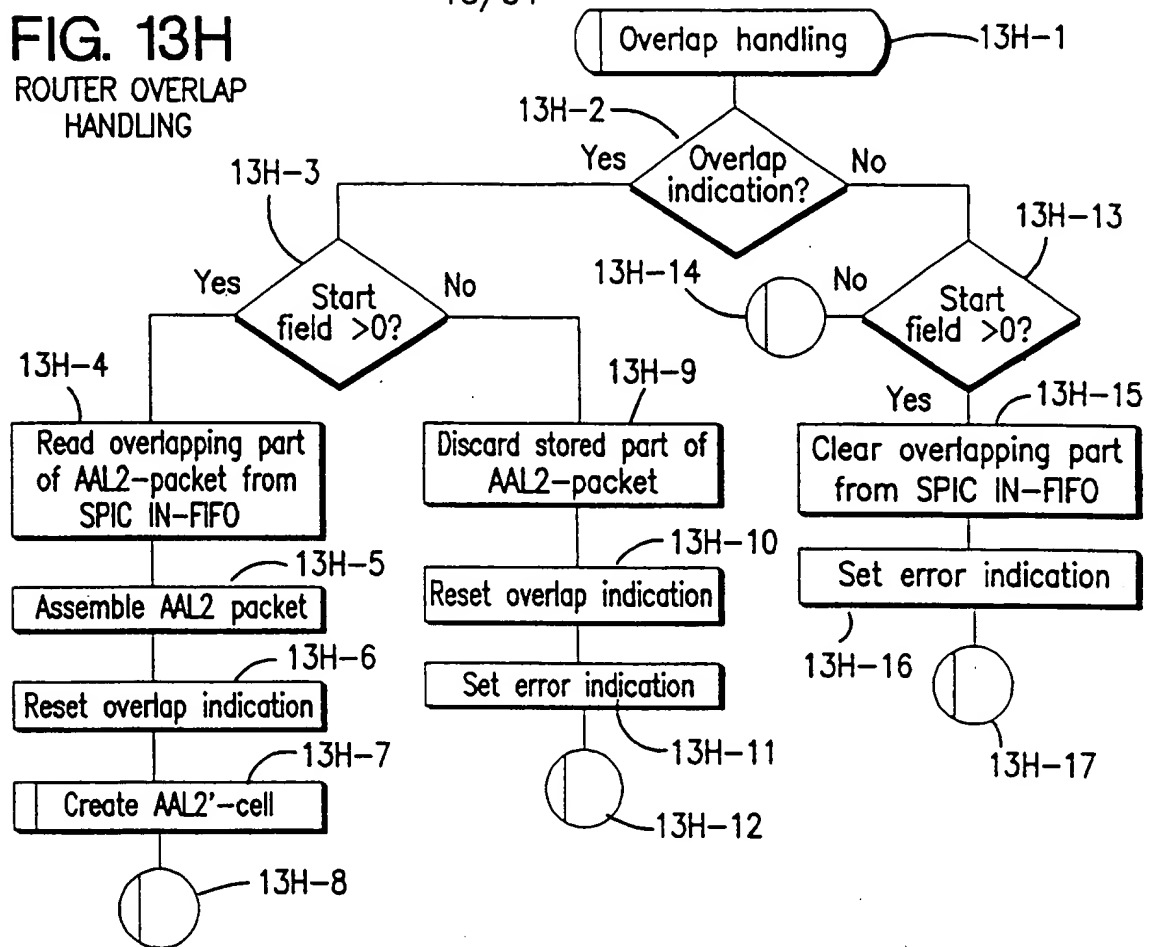 FIG. 13H
ROUTER OVERLAP
HANDLING
Overlap handling
13H-1
13H-2
Yes
Overlap
indication?
No
13H-3
13H-13
Yes
Start
field >0?
No
13H-14
No
Start
field >0?
Yes
13H-4
Read overlapping part
of AAL2-packet from
SPIC IN-FIFO
13H-9
Discard stored part of
AAL2-packet
13H-15
Clear overlapping part
from SPIC IN-FIFO
13H-5
Assemble AAL2 packet
13H-10
Reset overlap indication
Set error indication
13H-16
13H-6
Reset overlap indication
Set error indication
13H-11
13H-17
13H-7
Create AAL2'-cell
13H-12
13H-8